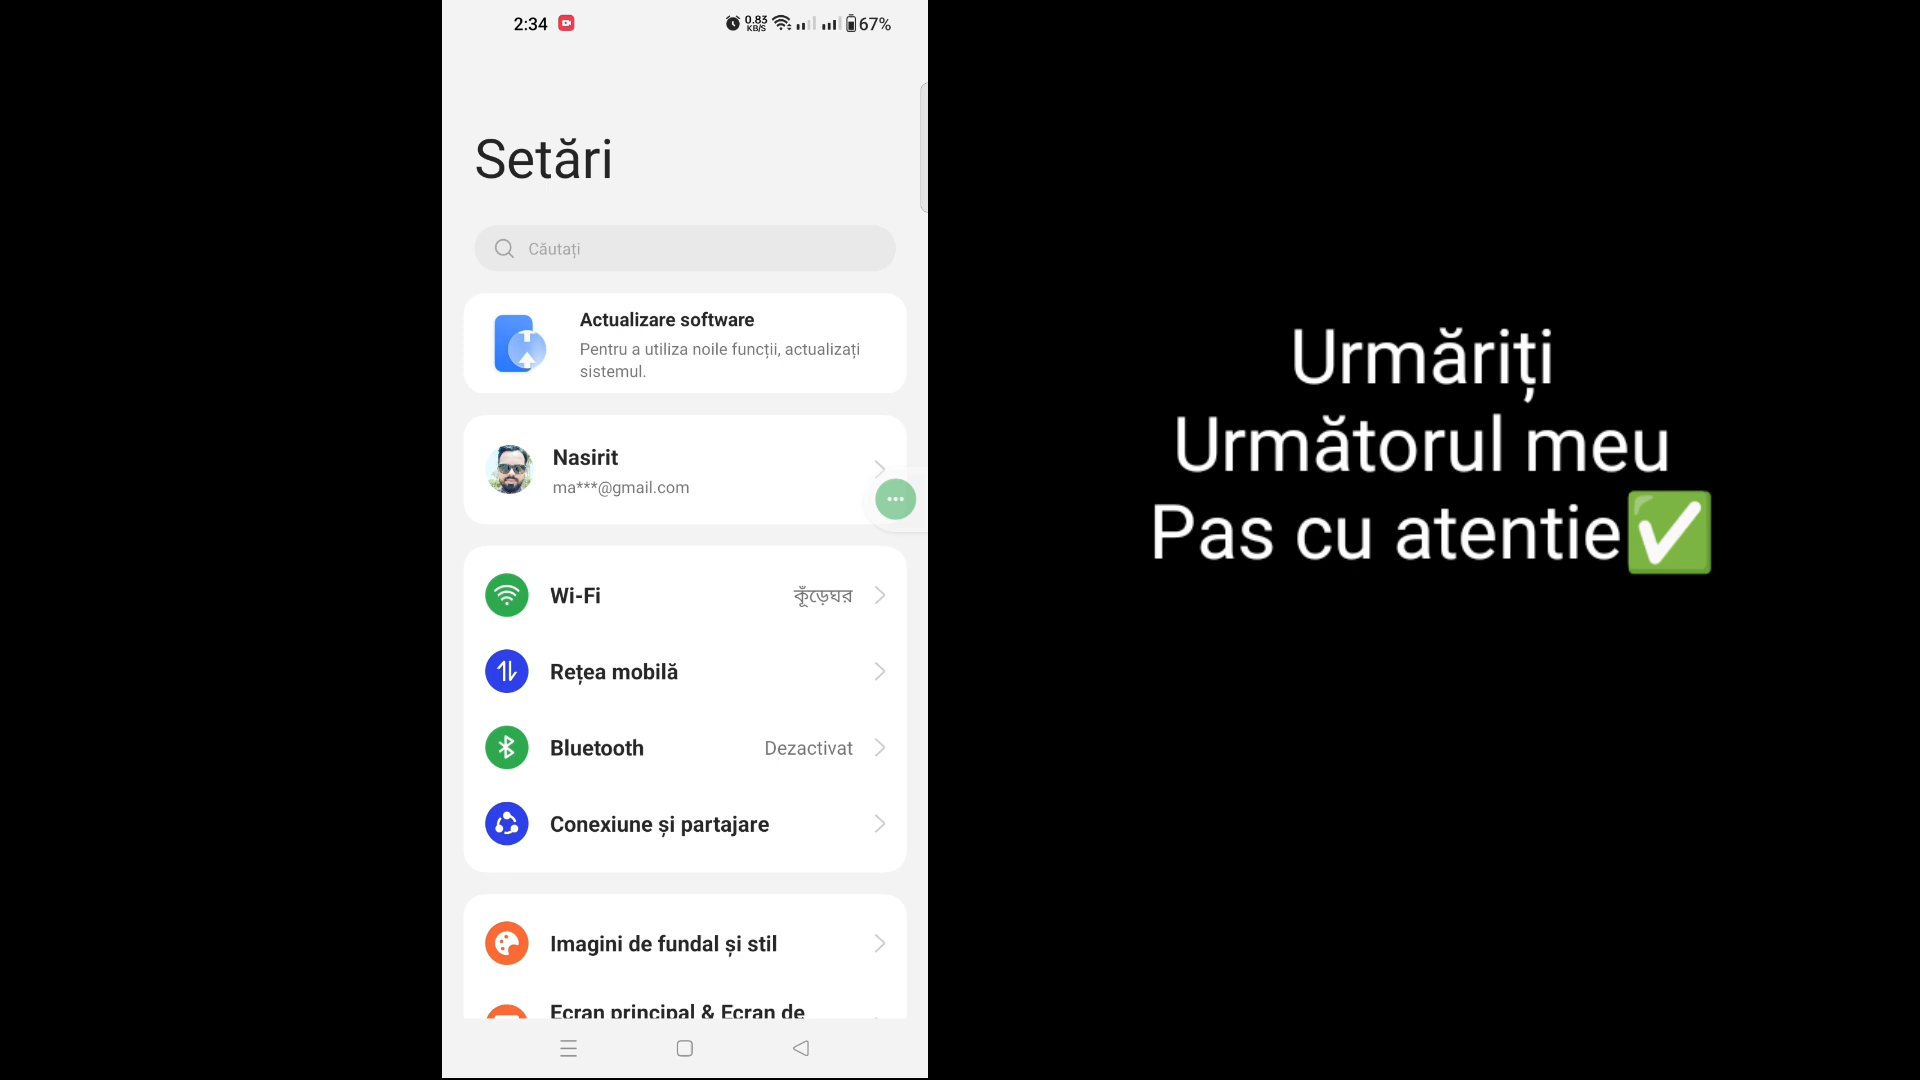 2:34
0.83
KB/S
67%
Setări
Căutați
Actualizare software
Pentru a utiliza noile funcții, actualizați
sistemul.
Nasirit
ma***@gmail.com
Wi-Fi
কুঁড়েঘর
Rețea mobilă
Bluetooth
Dezactivat
Conexiune și partajare
Imagini de fundal și stil
Ecran principal & Ecran de
Urmăriți
Următorul meu
Pas cu atentie✅